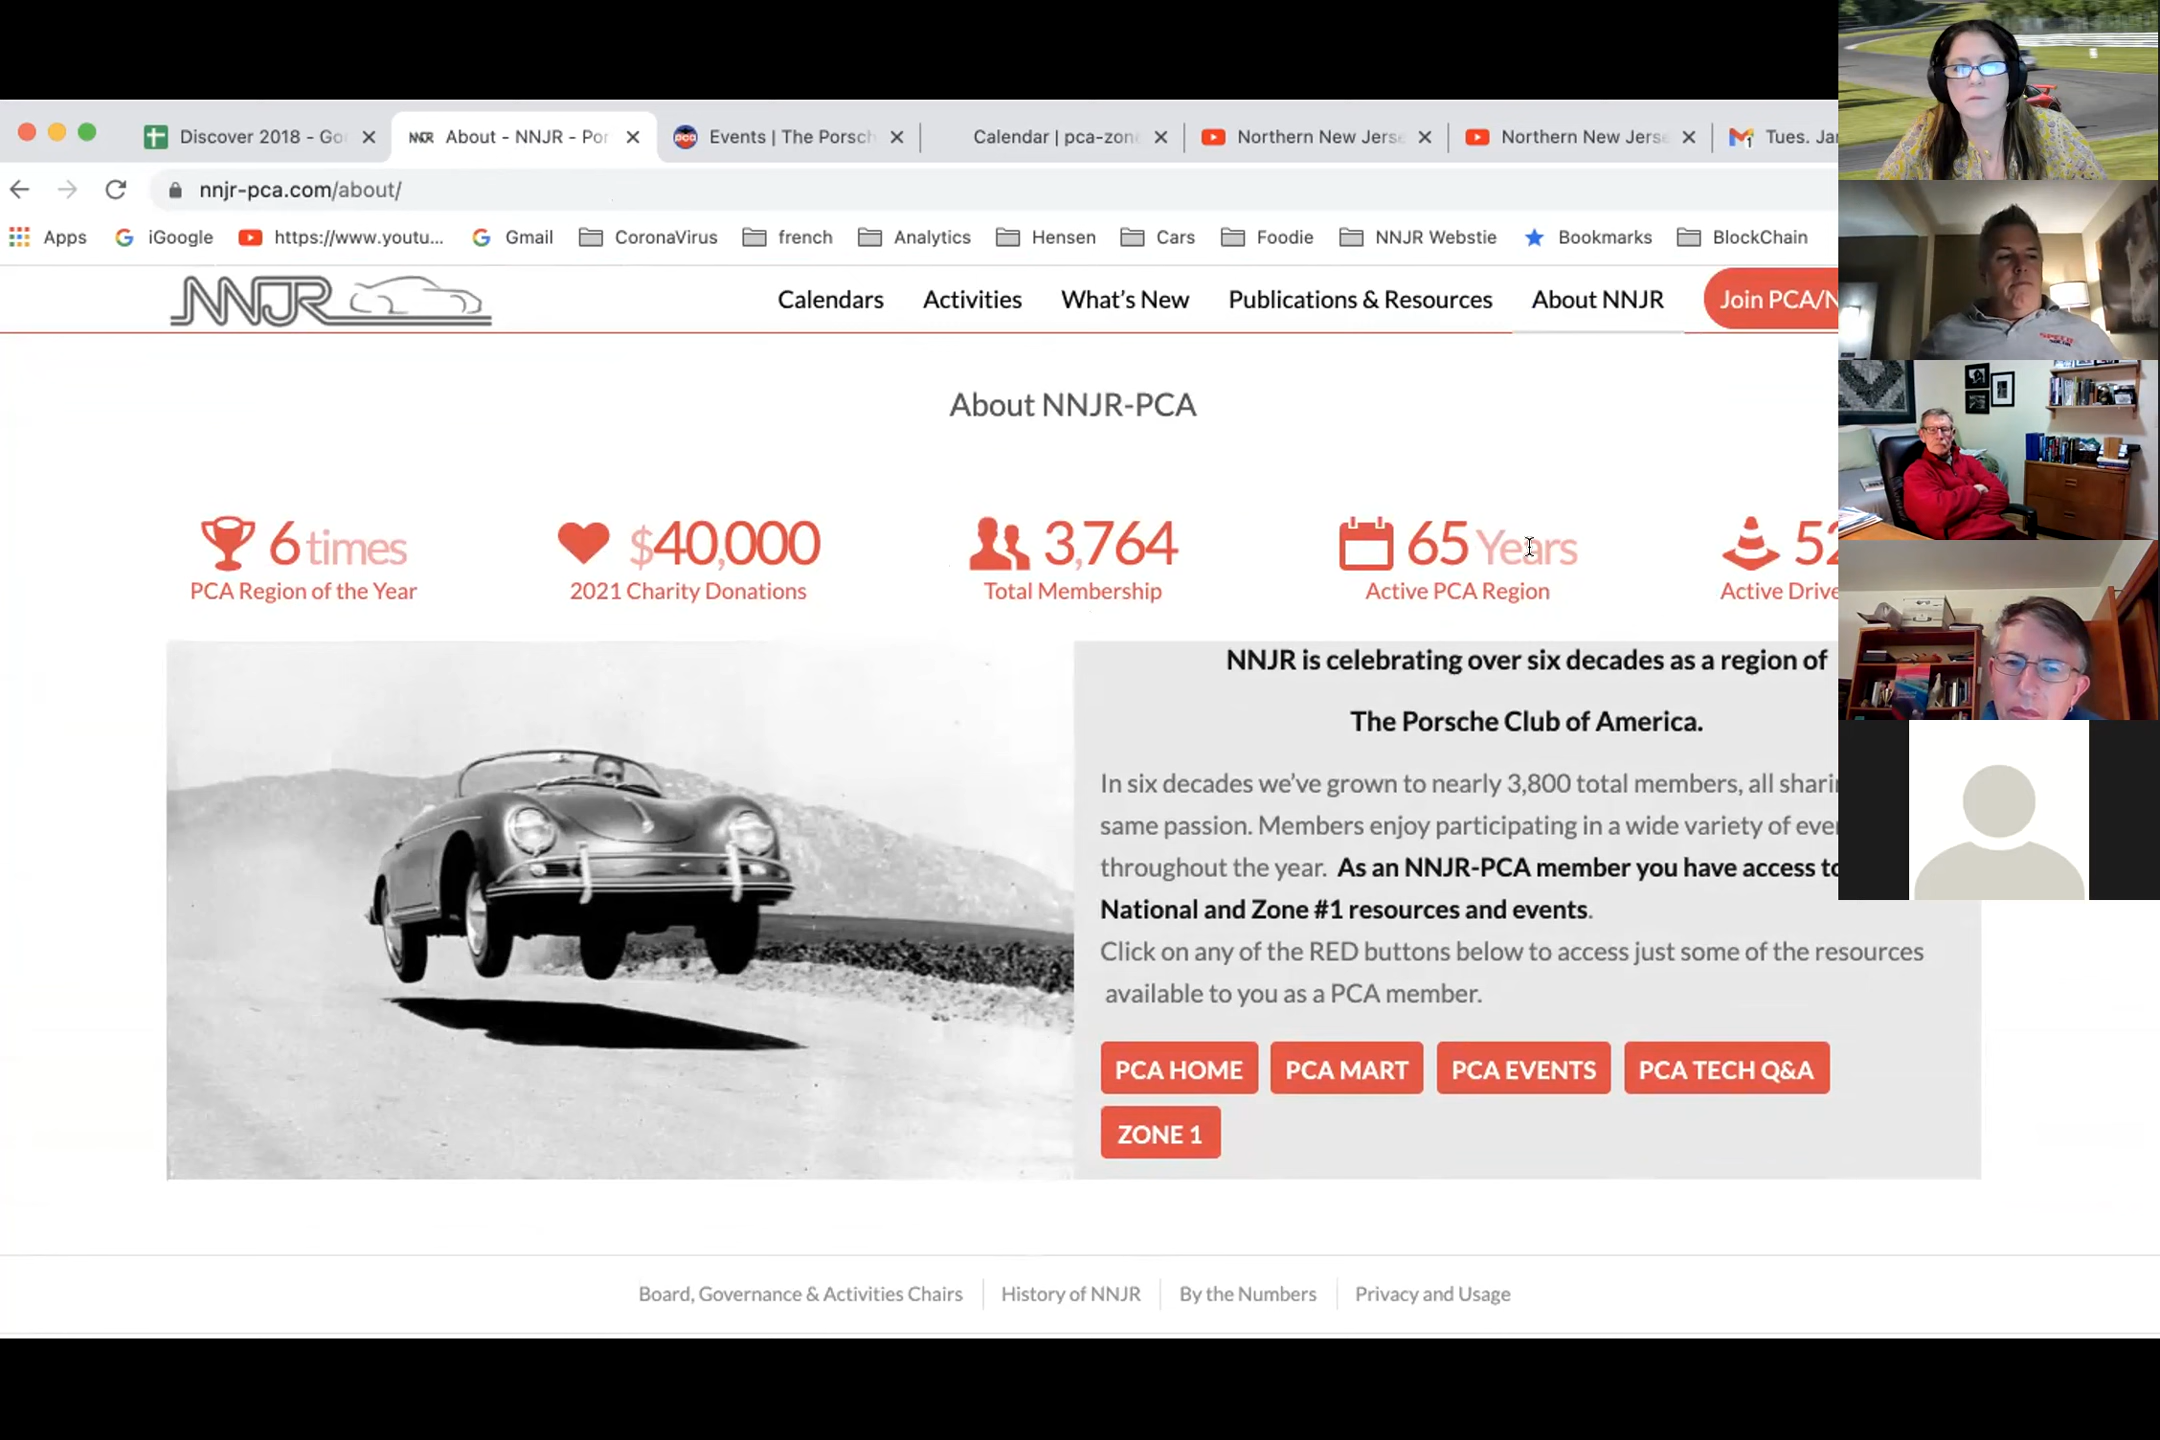 Discover 2018 - Go
About - NNJR - Por
Events | The Porsch
Calendar | pca-zon
Northern New Jerse
Northern New Jerse
Tues. Ja
nnjr-pca.com/about/
Apps
iGoogle
https://www.youtu...
Gmail
CoronaVirus
french
Analytics
Hensen
Cars
Foodie
NNJR Webstie
Bookmarks
BlockChain
NNJR
Calendars
Activities
What's New
Publications & Resources
About NNJR
Join PCA/N
About NNJR-PCA
6 times
PCA Region of the Year
$40,000
2021 Charity Donations
3,764
Total Membership
65 Years
Active PCA Region
52
Active Drive
NNJR is celebrating over six decades as a region of
The Porsche Club of America.
In six decades we've grown to nearly 3,800 total members, all shari
same passion. Members enjoy participating in a wide variety of eve
throughout the year. As an NNJR-PCA member you have access to
National and Zone #1 resources and events.
Click on any of the RED buttons below to access just some of the resources
available to you as a PCA member.
PCA HOME
PCA MART
PCA EVENTS
PCA TECH Q&A
ZONE 1
Board, Governance & Activities Chairs
History of NNJR
By the Numbers
Privacy and Usage